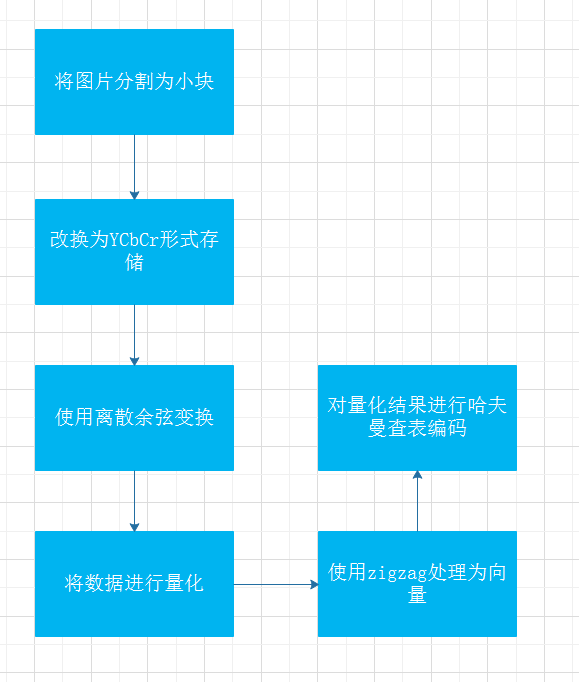 将图片分割为小块
改换为YCbCr形式存
储
使用离散余弦变换
将数据进行量化
使用zigzag处理为向
量
对量化结果进行哈夫
曼查表编码